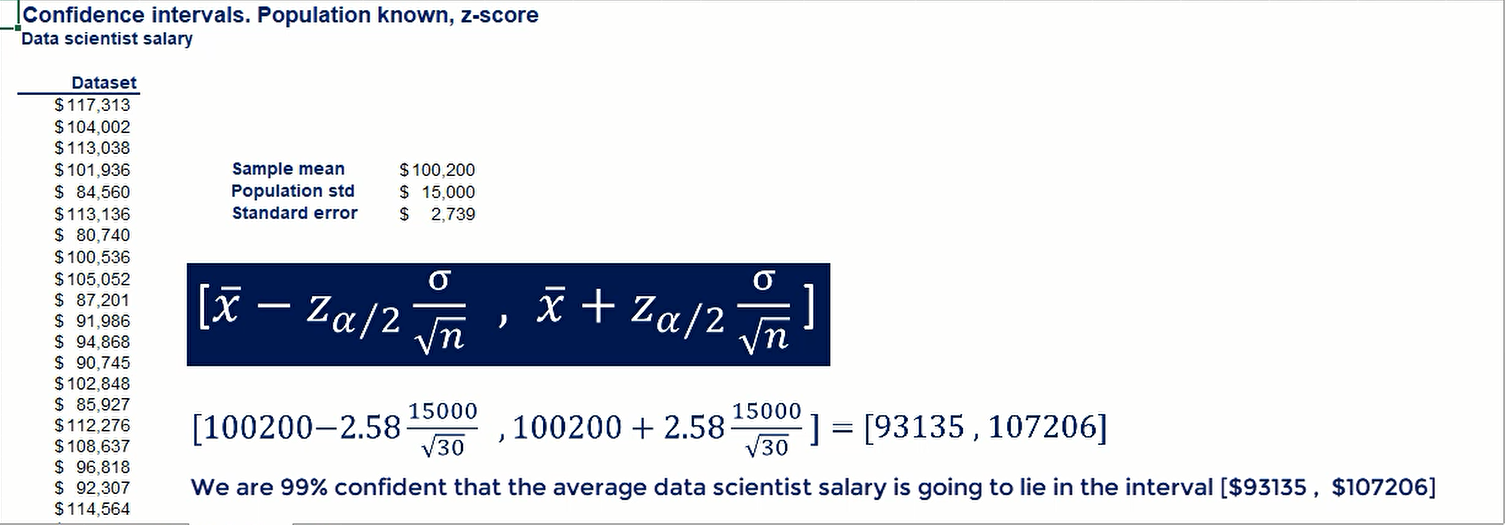 Confidence intervals. Population known, z-score
Data scientist salary
Dataset
$117,313
$104,002
$113,038
$101,936
$ 84,560
$113,136
$ 80,740
$100,536
$105,052
$ 87,201
$ 91,986
$ 94,868
$ 90,745
$102,848
$ 85,927
$112,276
$108,637
$ 96,818
$ 92,307
$114,564
Sample mean $100,200
Population std $ 15,000
Standard error $ 2,739
[x̄ − z_{α/2} σ/√n , x̄ + z_{α/2} σ/√n]
[100200−2.58 15000/√30 , 100200 + 2.58 15000/√30] = [93135 , 107206]
We are 99% confident that the average data scientist salary is going to lie in the interval [$93135 , $107206]